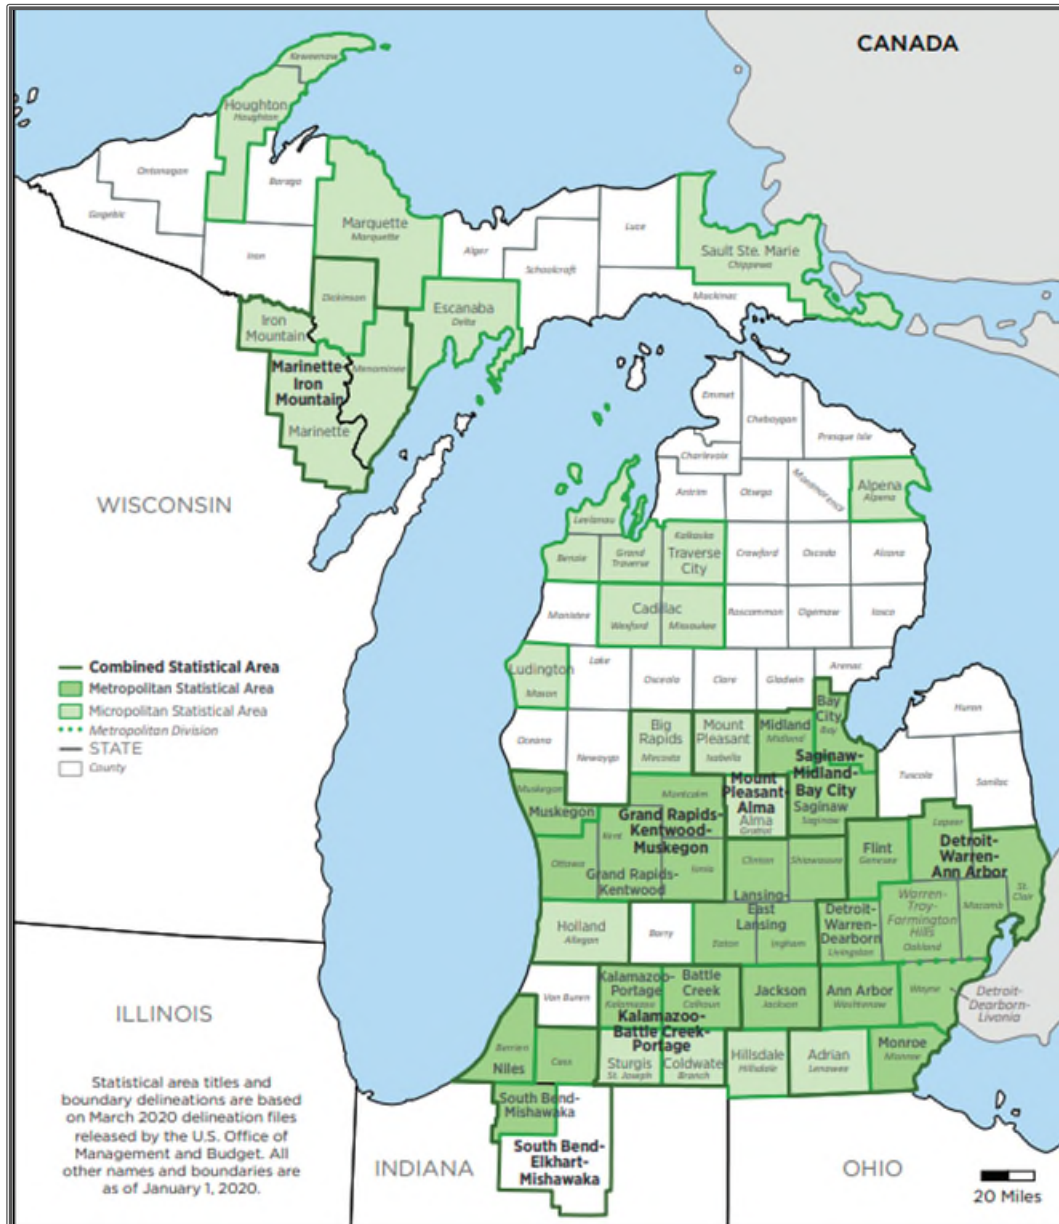 CANADA
Keweenaw
Houghton
Houghton
Ontonagon
Baraga
Gogebic
Marquette
Marquette
Iron
Alger
Luce
Schoolcraft
Sault Ste. Marie
Chippewa
Mackinac
Dickinson
Escanaba
Delta
Iron
Mountain
Marinette-
Iron
Mountain
Menominee
Marinette
Emmet
Cheboygan
Presque Isle
Charlevoix
Antrim
Otsego
Montmorency
Alpena
Alpena
WISCONSIN
Leelanau
Benzie
Grand
Traverse
Kalkaska
Traverse
City
Crawford
Oscoda
Alcona
Manistee
Cadillac
Wexford
Missaukee
Roscommon
Ogemaw
Iosco
Combined Statistical Area
Metropolitan Statistical Area
Micropolitan Statistical Area
Metropolitan Division
STATE
County
Ludington
Mason
Lake
Osceola
Clare
Gladwin
Arenac
Huron
Oceana
Newaygo
Big
Rapids
Mecosta
Mount
Pleasant
Isabella
Midland
Midland
Bay
City
Bay
Saginaw-
Midland-
Bay City
Saginaw
Saginaw
Tuscola
Sanilac
Muskegon
Muskegon
Montcalm
Mount
Pleasant-
Alma
Alma
Gratiot
Grand Rapids-
Kentwood-
Muskegon
Kent
Ottawa
Ionia
Grand Rapids-
Kentwood
Clinton
Shiawassee
Flint
Genesee
Lapeer
Detroit-
Warren-
Ann Arbor
St.
Clair
Holland
Allegan
Barry
Lansing-
East
Lansing
Eaton
Ingham
Detroit-
Warren-
Dearborn
Livingston
Warren-
Troy-
Farmington
Hills
Oakland
Macomb
Van Buren
Kalamazoo-
Portage
Kalamazoo
Battle
Creek
Calhoun
Jackson
Jackson
Ann Arbor
Washtenaw
Wayne
Detroit-
Dearborn-
Livonia
Kalamazoo-
Battle Creek-
Portage
ILLINOIS
Berrien
Niles
Cass
Sturgis
St. Joseph
Coldwater
Branch
Hillsdale
Hillsdale
Adrian
Lenawee
Monroe
Monroe
South Bend-
Mishawaka
South Bend-
Elkhart-
Mishawaka
Statistical area titles and
boundary delineations are based
on March 2020 delineation files
released by the U.S. Office of
Management and Budget. All
other names and boundaries are
as of January 1, 2020.
INDIANA
OHIO
20 Miles